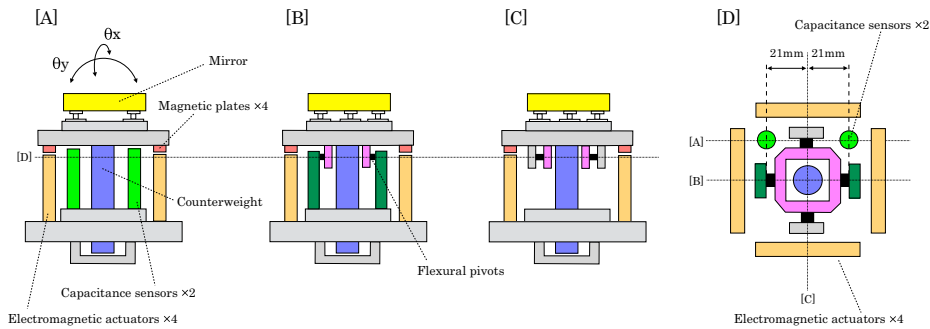 [A]
[B]
[C]
[D]
θx
θy
Mirror
Magnetic plates ×4
[D]
Counterweight
Flexural pivots
Capacitance sensors ×2
Electromagnetic actuators ×4
Capacitance sensors ×2
21mm 21mm
[A]
[B]
[C]
Electromagnetic actuators ×4